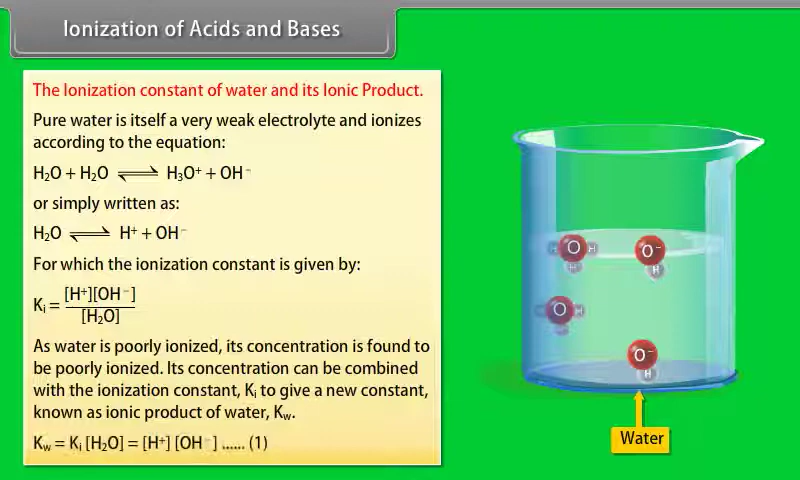 Ionization of Acids and Bases
The Ionization constant of water and its Ionic Product.
Pure water is itself a very weak electrolyte and ionizes
according to the equation:
H₂O + H₂O ⇌ H₃O⁺ + OH⁻
or simply written as:
H₂O ⇌ H⁺ + OH⁻
For which the ionization constant is given by:
Kᵢ = [H⁺][OH⁻] / [H₂O]
As water is poorly ionized, its concentration is found to
be poorly ionized. Its concentration can be combined
with the ionization constant, Kᵢ to give a new constant,
known as ionic product of water, K_w.
K_w = Kᵢ [H₂O] = [H⁺] [OH⁻] ...... (1)
H O H
H
O⁻
H
O H
H
O⁻
H
Water